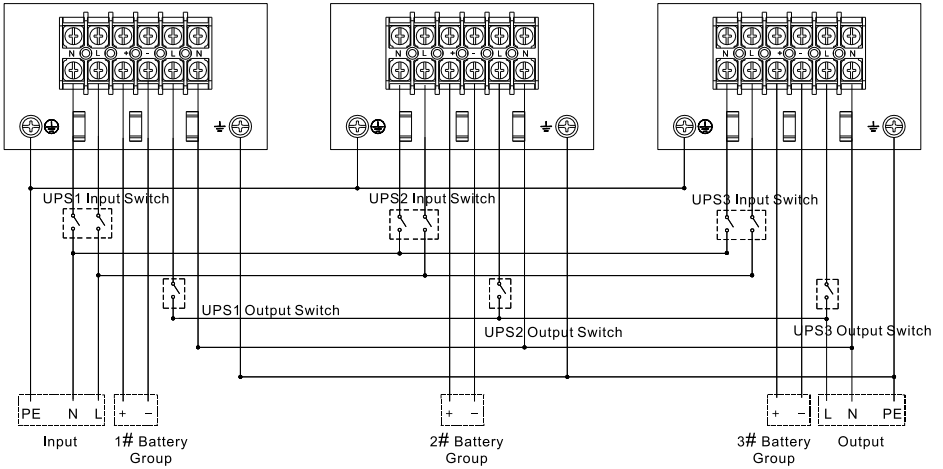 N L + - L N
N L + - L N
N L + - L N
UPS1 Input Switch
UPS2 Input Switch
UPS3 Input Switch
UPS1 Output Switch
UPS2 Output Switch
UPS3 Output Switch
PE N L + −
+ −
+ − L N PE
Input
1# Battery
Group
2# Battery
Group
3# Battery
Group
Output